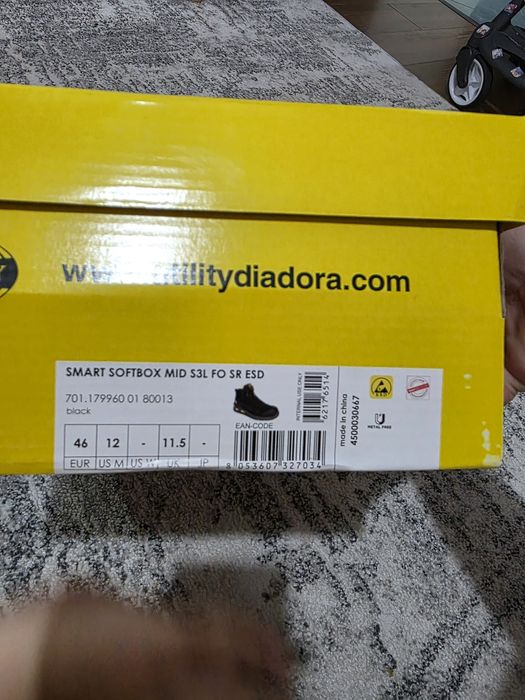 utilitydiadora.com
SMART SOFTBOX MID S3L FO SR ESD
701.179960 01 80013
black
EAN-CODE
INTERNAL USE ONLY
62176514
made in china
4500030667
METAL FREE
46 12 - 11.5 -
EUR US M US W UK JP
8 053607 327034